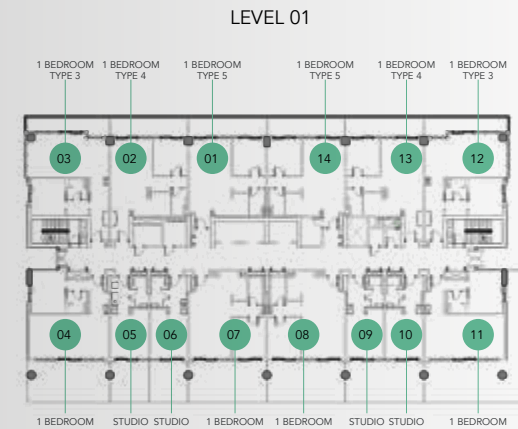 LEVEL 01
1 BEDROOM 1 BEDROOM 1 BEDROOM 1 BEDROOM 1 BEDROOM 1 BEDROOM
TYPE 3 TYPE 4 TYPE 5 TYPE 5 TYPE 4 TYPE 3
03 02 01 14 13 12
04 05 06 07 08 09 10 11
1 BEDROOM STUDIO STUDIO 1 BEDROOM 1 BEDROOM STUDIO STUDIO 1 BEDROOM